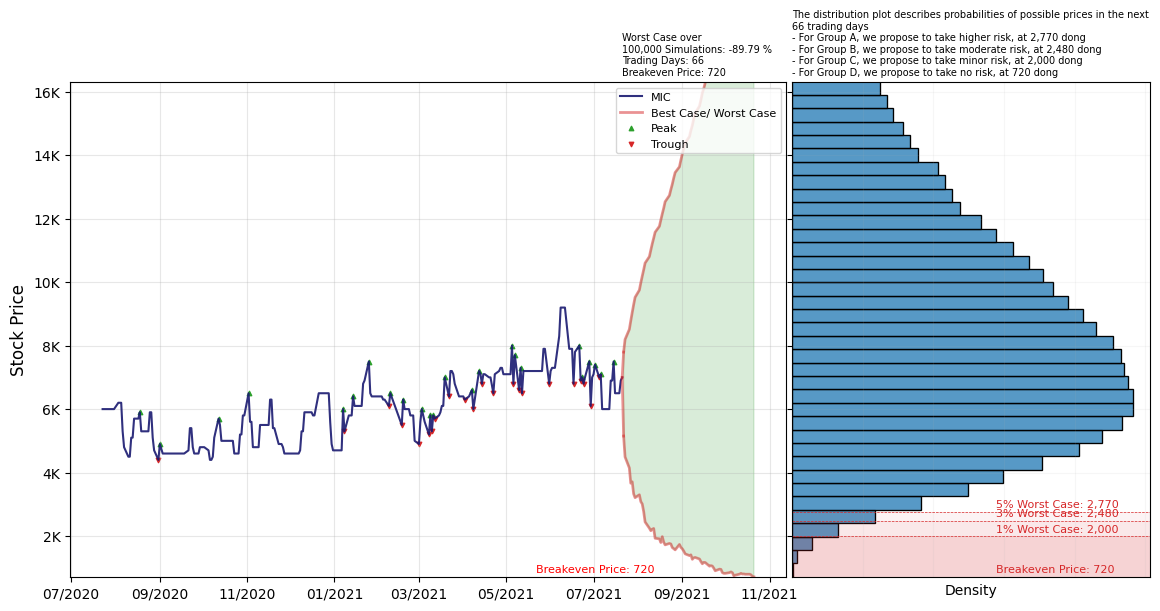 Worst Case over
100,000 Simulations: -89.79 %
Trading Days: 66
Breakeven Price: 720
The distribution plot describes probabilities of possible prices in the next
66 trading days
- For Group A, we propose to take higher risk, at 2,770 dong
- For Group B, we propose to take moderate risk, at 2,480 dong
- For Group C, we propose to take minor risk, at 2,000 dong
- For Group D, we propose to take no risk, at 720 dong
MIC
Best Case/ Worst Case
Peak
Trough
Stock Price
16K
14K
12K
10K
8K
6K
4K
2K
Breakeven Price: 720
07/2020
09/2020
11/2020
01/2021
03/2021
05/2021
07/2021
09/2021
11/2021
5% Worst Case: 2,770
3% Worst Case: 2,480
1% Worst Case: 2,000
Breakeven Price: 720
Density